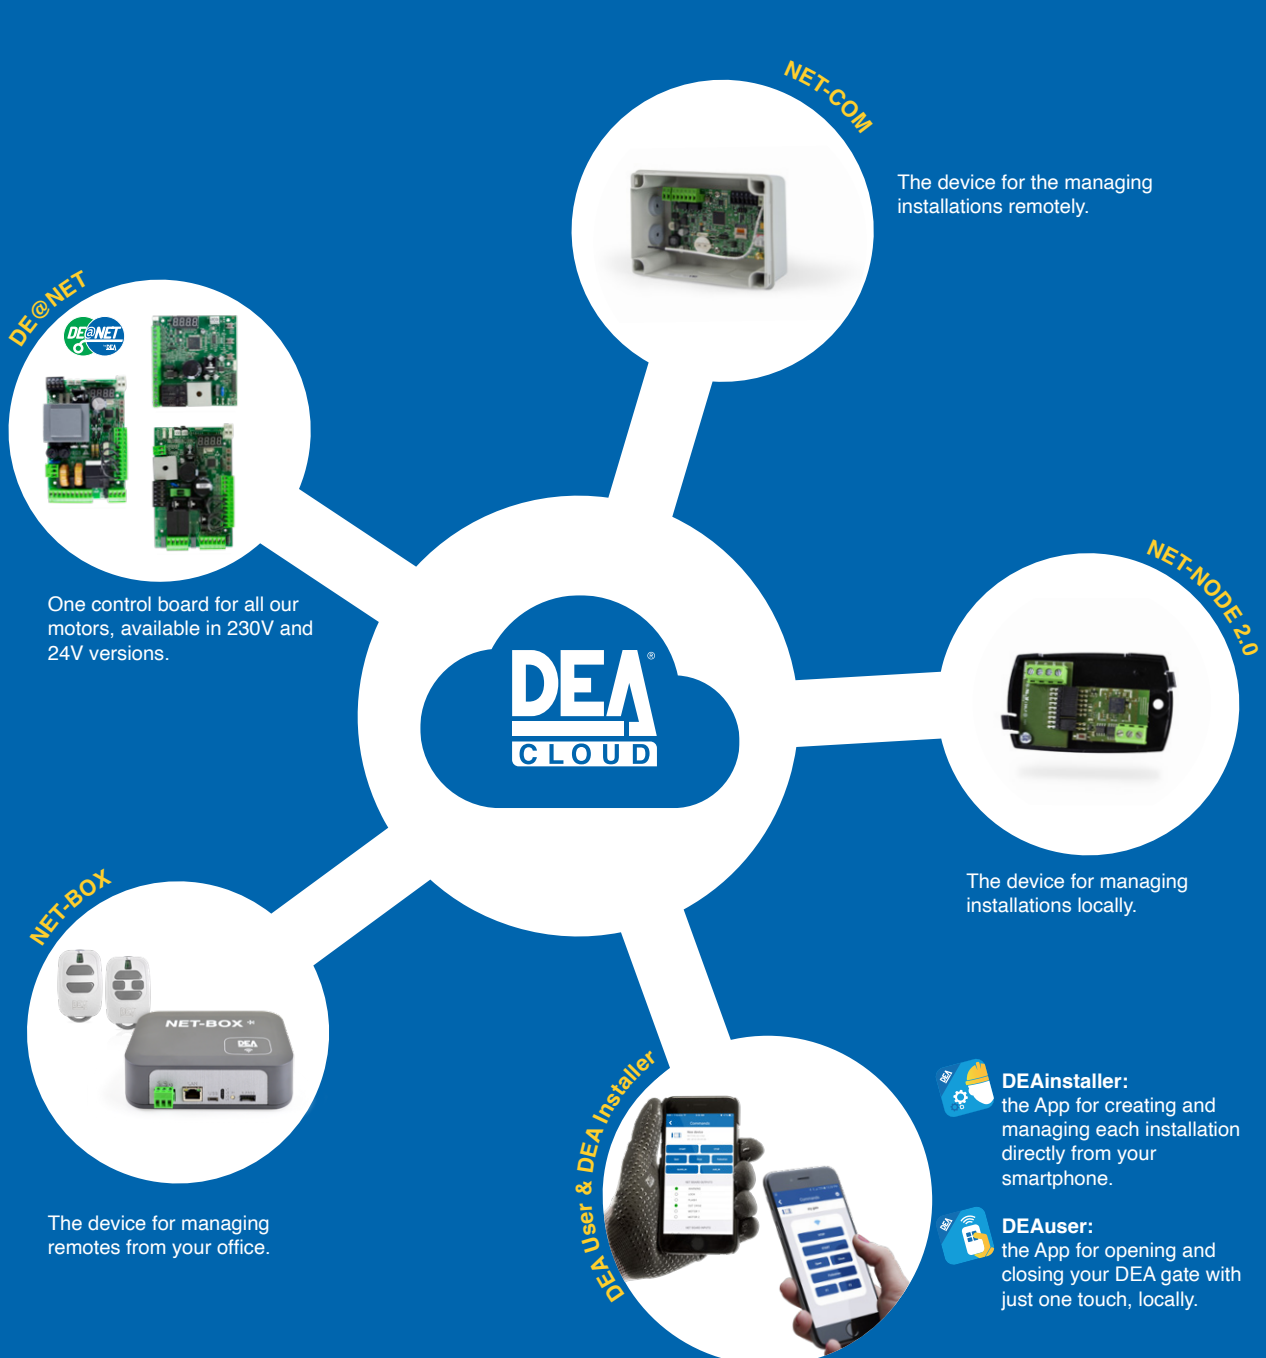 NET-COM
The device for the managing
installations remotely.
DE@NET
DE@NET
DEA
One control board for all our
motors, available in 230V and
24V versions.
DEA®
CLOUD
NET-NODE 2.0
The device for managing
installations locally.
NET-BOX
NET-BOX
DEA
The device for managing
remotes from your office.
DEA User & DEA Installer
Commands
DEA
DEAinstaller:
the App for creating and
managing each installation
directly from your
smartphone.
DEA
DEAuser:
the App for opening and
closing your DEA gate with
just one touch, locally.